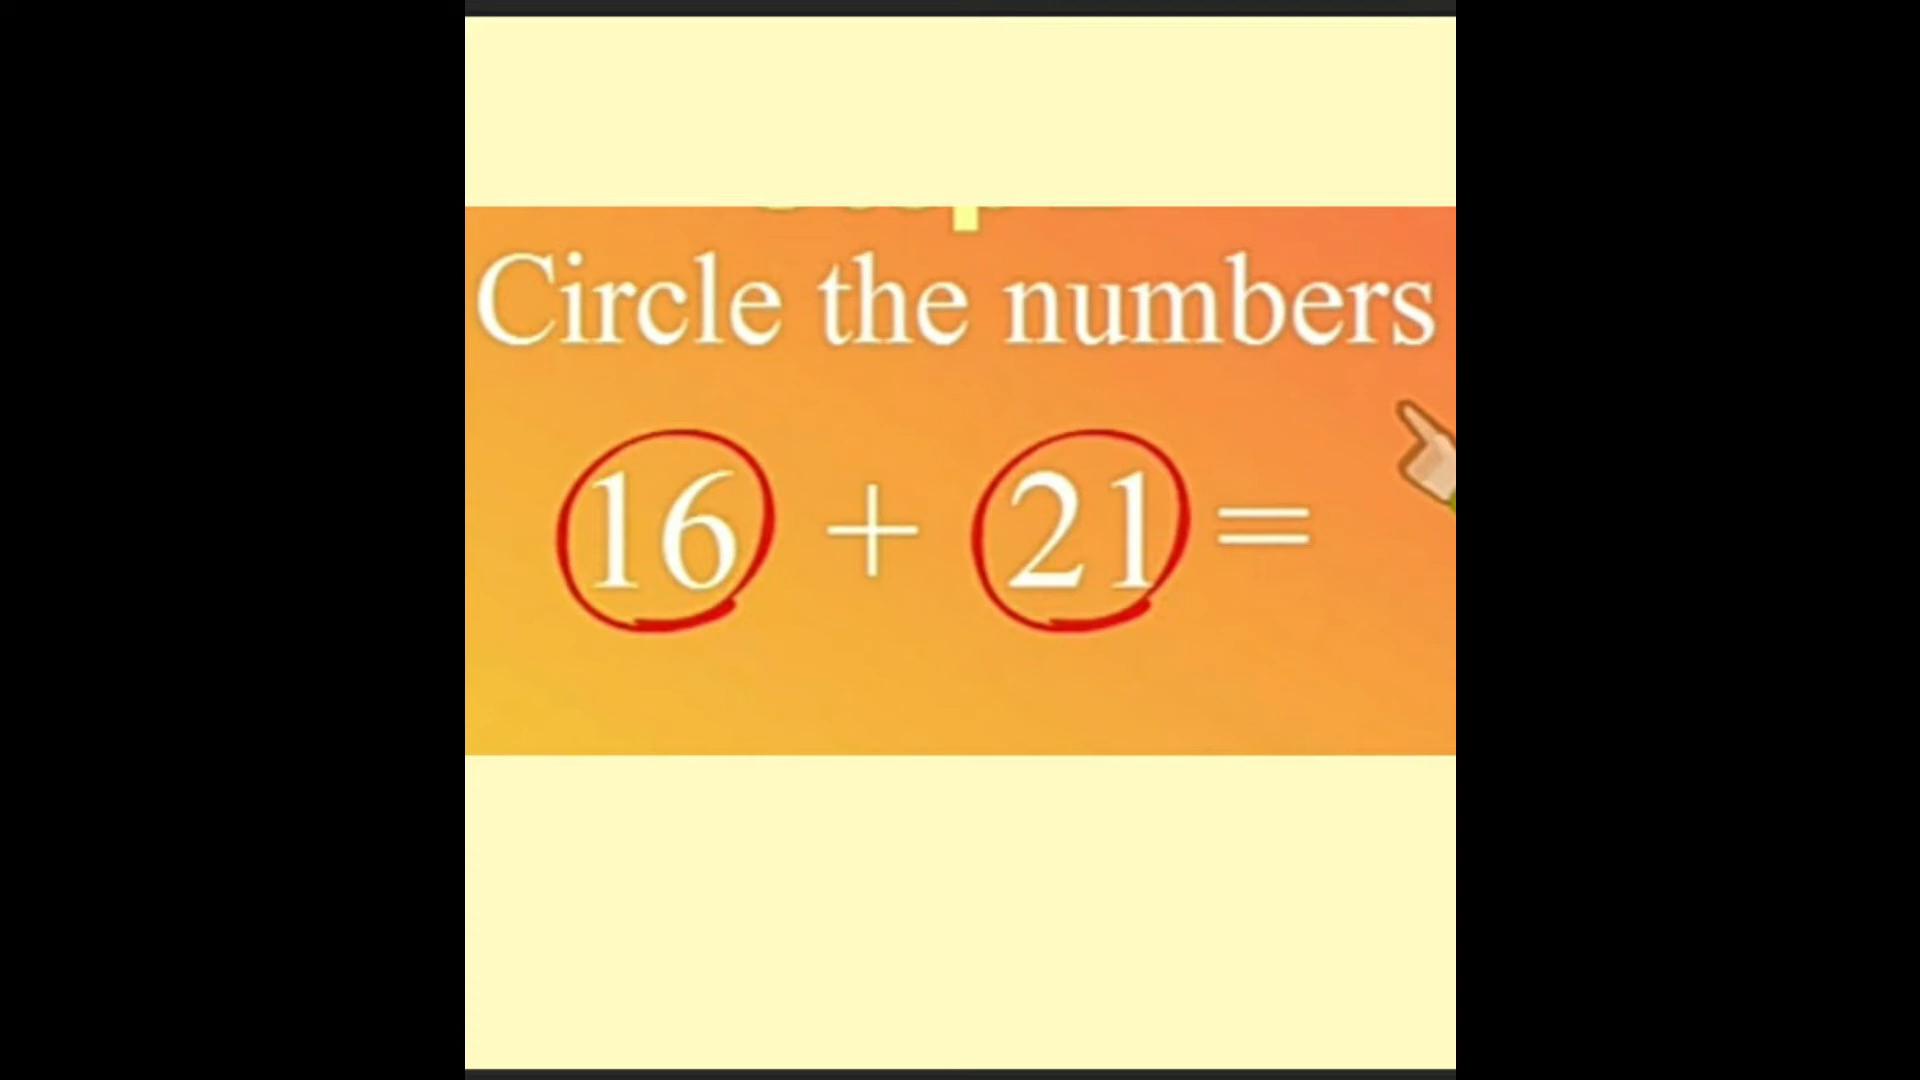 Circle the numbers
16 + 21 =